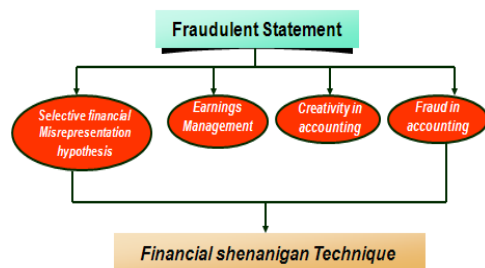 Fraudulent Statement
Selective financial
Misrepresentation
hypothesis
Earnings
Management
Creativity in
accounting
Fraud in
accounting
Financial shenanigan Technique